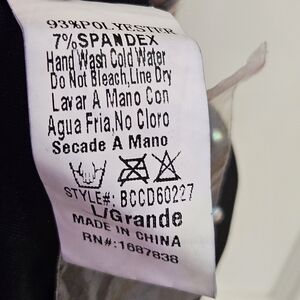 93%POLYESTER
7%SPANDEX
Hand Wash Cold Water
Do Not Bleach,Line Dry
Lavar A Mano Con
Agua Fria,No Cloro
Secade A Mano
STYLE#: BCCD60227
L/Grande
MADE IN CHINA
RN#: 1687838